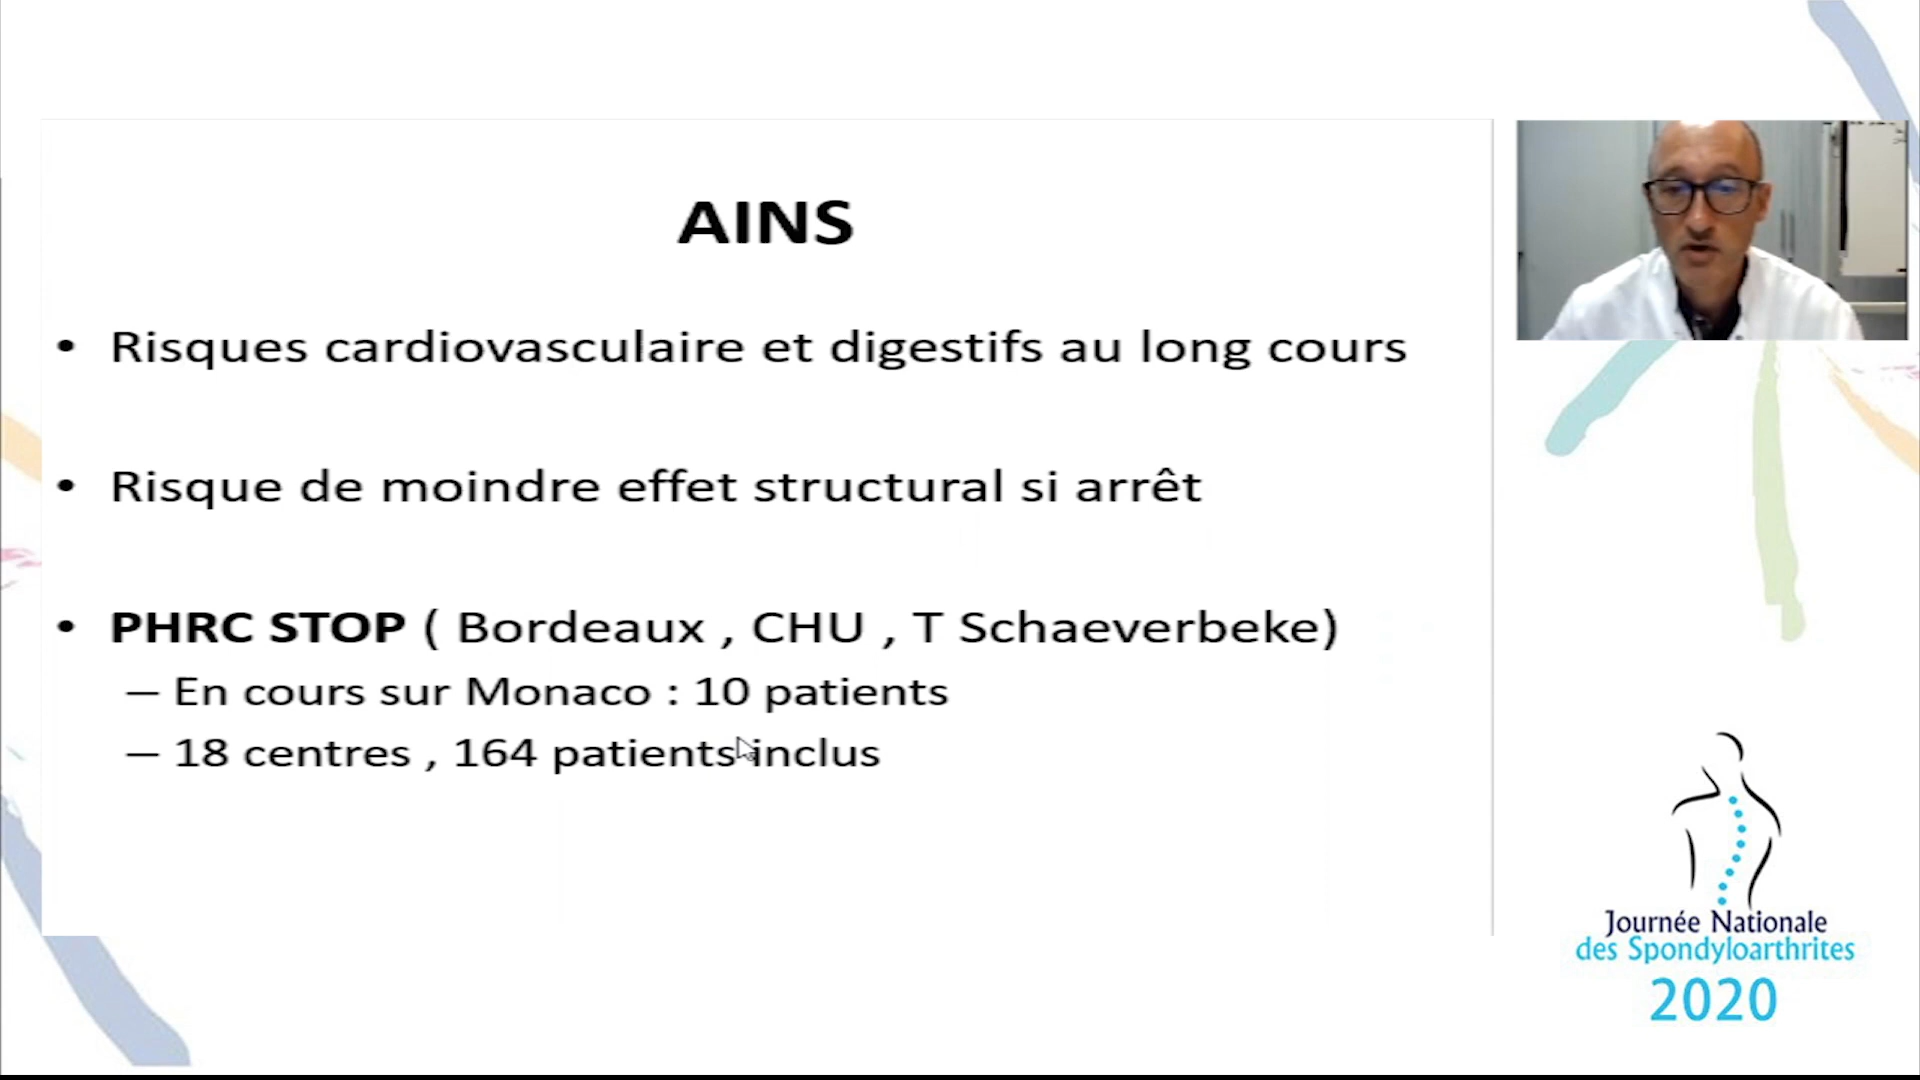 AINS
• Risques cardiovasculaire et digestifs au long cours
• Risque de moindre effet structural si arrêt
• PHRC STOP ( Bordeaux , CHU , T Schaeverbeke)
– En cours sur Monaco : 10 patients
– 18 centres , 164 patients inclus
Journée Nationale
des Spondyloarthrites
2020